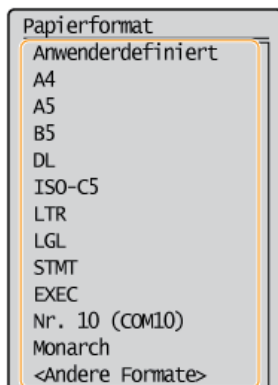 Papierformat
Anwenderdefiniert
A4
A5
B5
DL
ISO-C5
LTR
LGL
STMT
EXEC
Nr. 10 (COM10)
Monarch
<Andere Formate>